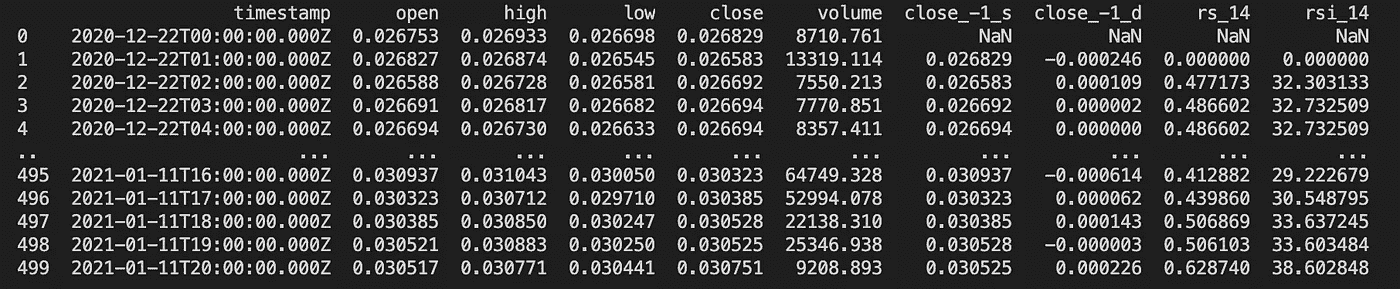 timestamp open high low close volume close_-1_s close_-1_d rs_14 rsi_14
0 2020-12-22T00:00:00.000Z 0.026753 0.026933 0.026698 0.026829 8710.761 NaN NaN NaN NaN
1 2020-12-22T01:00:00.000Z 0.026827 0.026874 0.026545 0.026583 13319.114 0.026829 -0.000246 0.000000 0.000000
2 2020-12-22T02:00:00.000Z 0.026588 0.026728 0.026581 0.026692 7550.213 0.026583 0.000109 0.477173 32.303133
3 2020-12-22T03:00:00.000Z 0.026691 0.026817 0.026682 0.026694 7770.851 0.026692 0.000002 0.486602 32.732509
4 2020-12-22T04:00:00.000Z 0.026694 0.026730 0.026633 0.026694 8357.411 0.026694 0.000000 0.486602 32.732509
.. ... ... ... ... ... ... ... ... ... ...
495 2021-01-11T16:00:00.000Z 0.030937 0.031043 0.030050 0.030323 64749.328 0.030937 -0.000614 0.412882 29.222679
496 2021-01-11T17:00:00.000Z 0.030323 0.030712 0.029710 0.030385 52994.078 0.030323 0.000062 0.439860 30.548795
497 2021-01-11T18:00:00.000Z 0.030385 0.030850 0.030247 0.030528 22138.310 0.030385 0.000143 0.506869 33.637245
498 2021-01-11T19:00:00.000Z 0.030521 0.030883 0.030250 0.030525 25346.938 0.030528 -0.000003 0.506103 33.603484
499 2021-01-11T20:00:00.000Z 0.030517 0.030771 0.030441 0.030751 9208.893 0.030525 0.000226 0.628740 38.602848